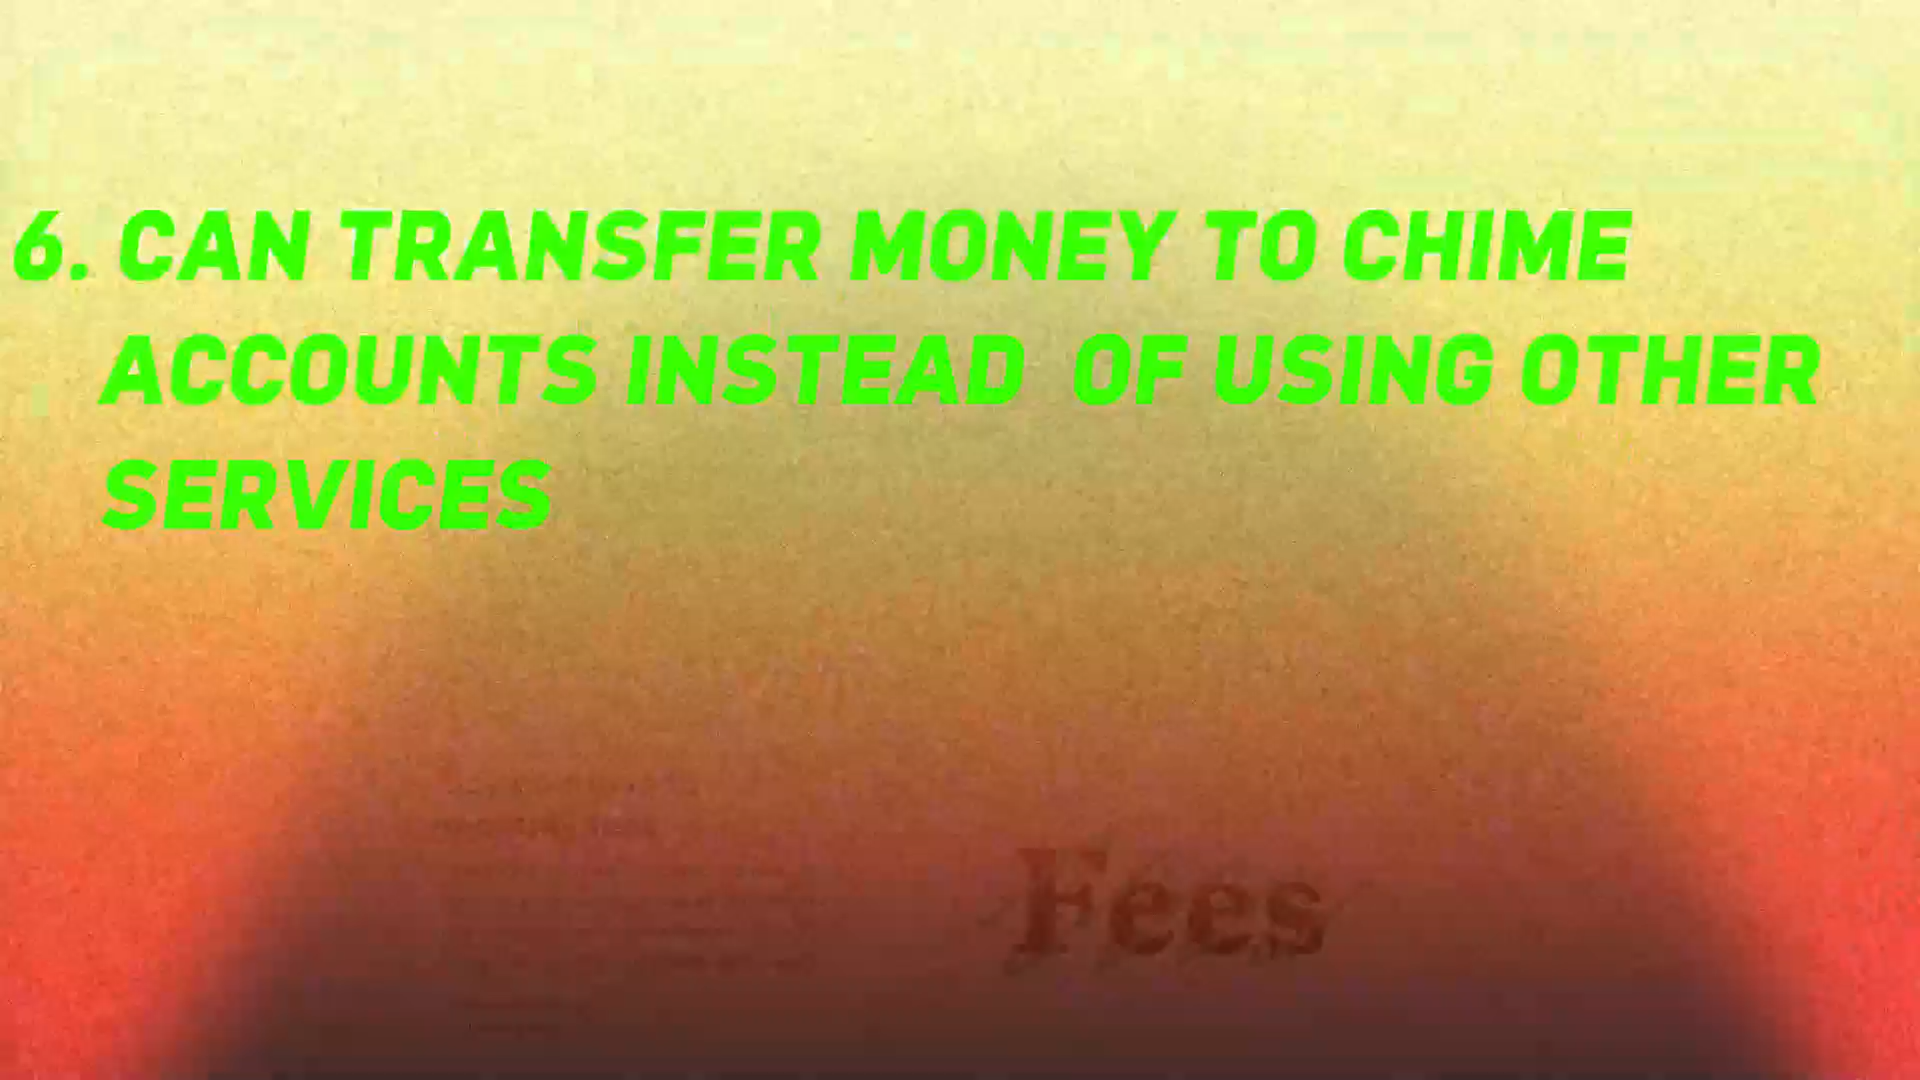 6. CAN TRANSFER MONEY TO CHIME
ACCOUNTS INSTEAD OF USING OTHER
SERVICES
Fees